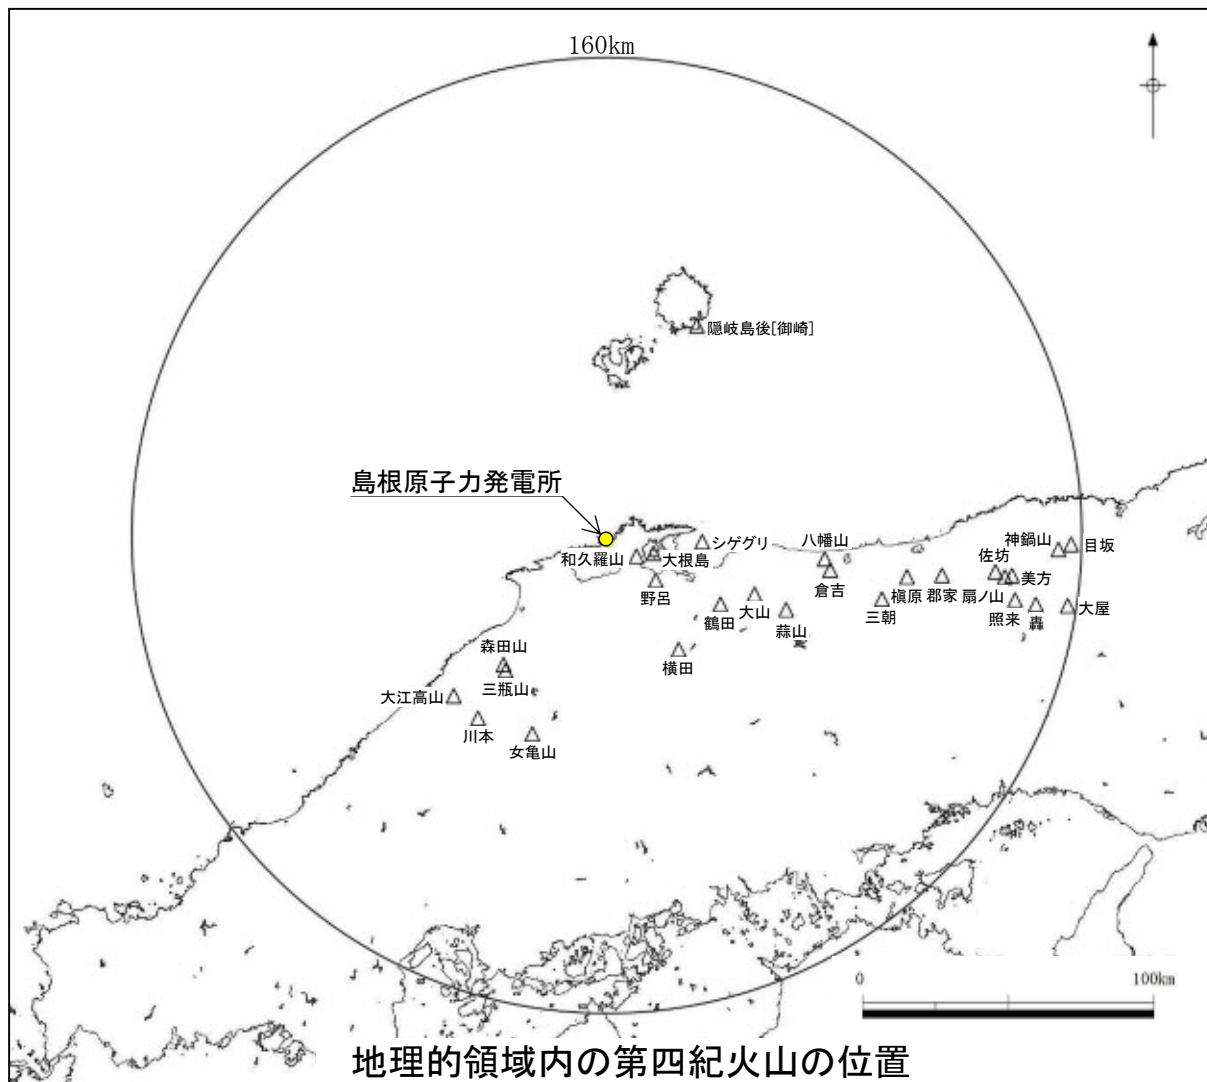 160km
隠岐島後[御崎]
島根原子力発電所
和久羅山
大根島
シゲグリ
八幡山
神鍋山
目坂
佐坊
野呂
倉吉
美方
鶴田
大山
蒜山
三朝
槇原
郡家
扇ノ山
照来
轟
大屋
横田
森田山
三瓶山
大江高山
川本
女亀山
0
100km
地理的領域内の第四紀火山の位置